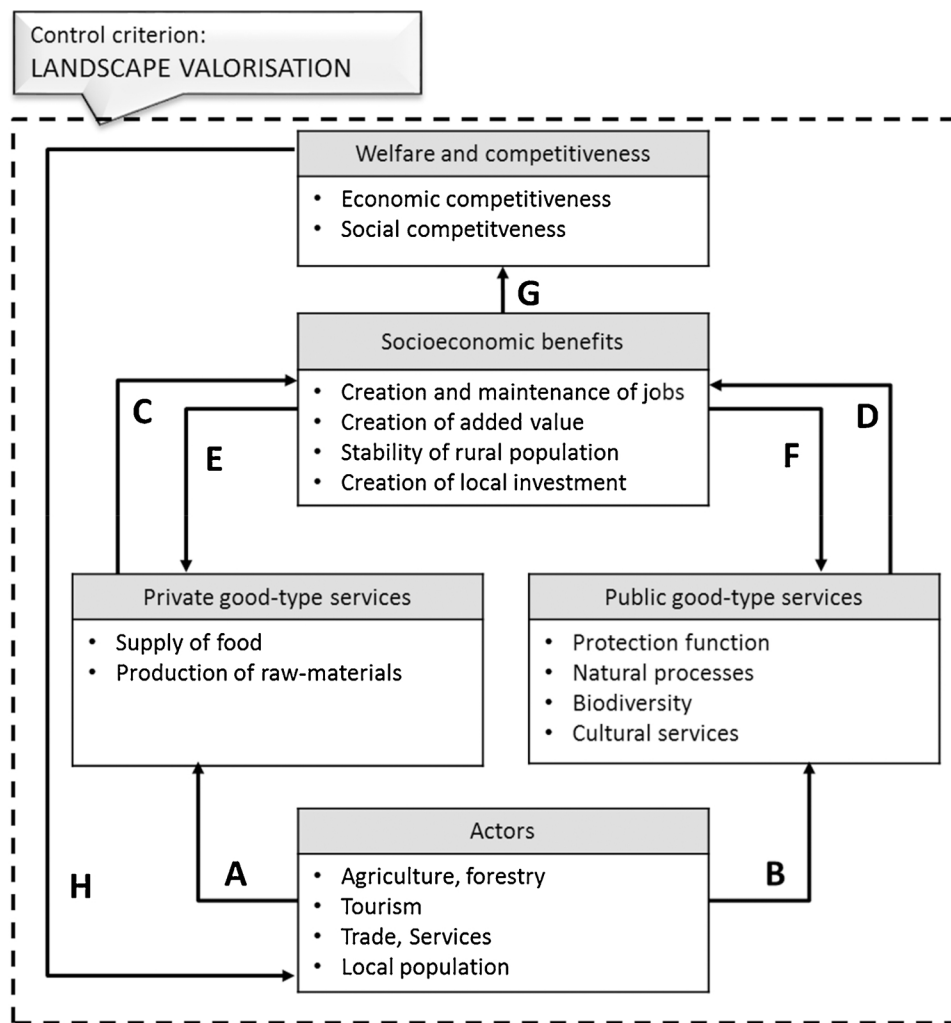 Control criterion:
LANDSCAPE VALORISATION
Welfare and competitiveness
• Economic competitiveness
• Social competitveness
G
Socioeconomic benefits
• Creation and maintenance of jobs
• Creation of added value
• Stability of rural population
• Creation of local investment
C
D
E
F
Private good-type services
• Supply of food
• Production of raw-materials
Public good-type services
• Protection function
• Natural processes
• Biodiversity
• Cultural services
Actors
• Agriculture, forestry
• Tourism
• Trade, Services
• Local population
A
B
H